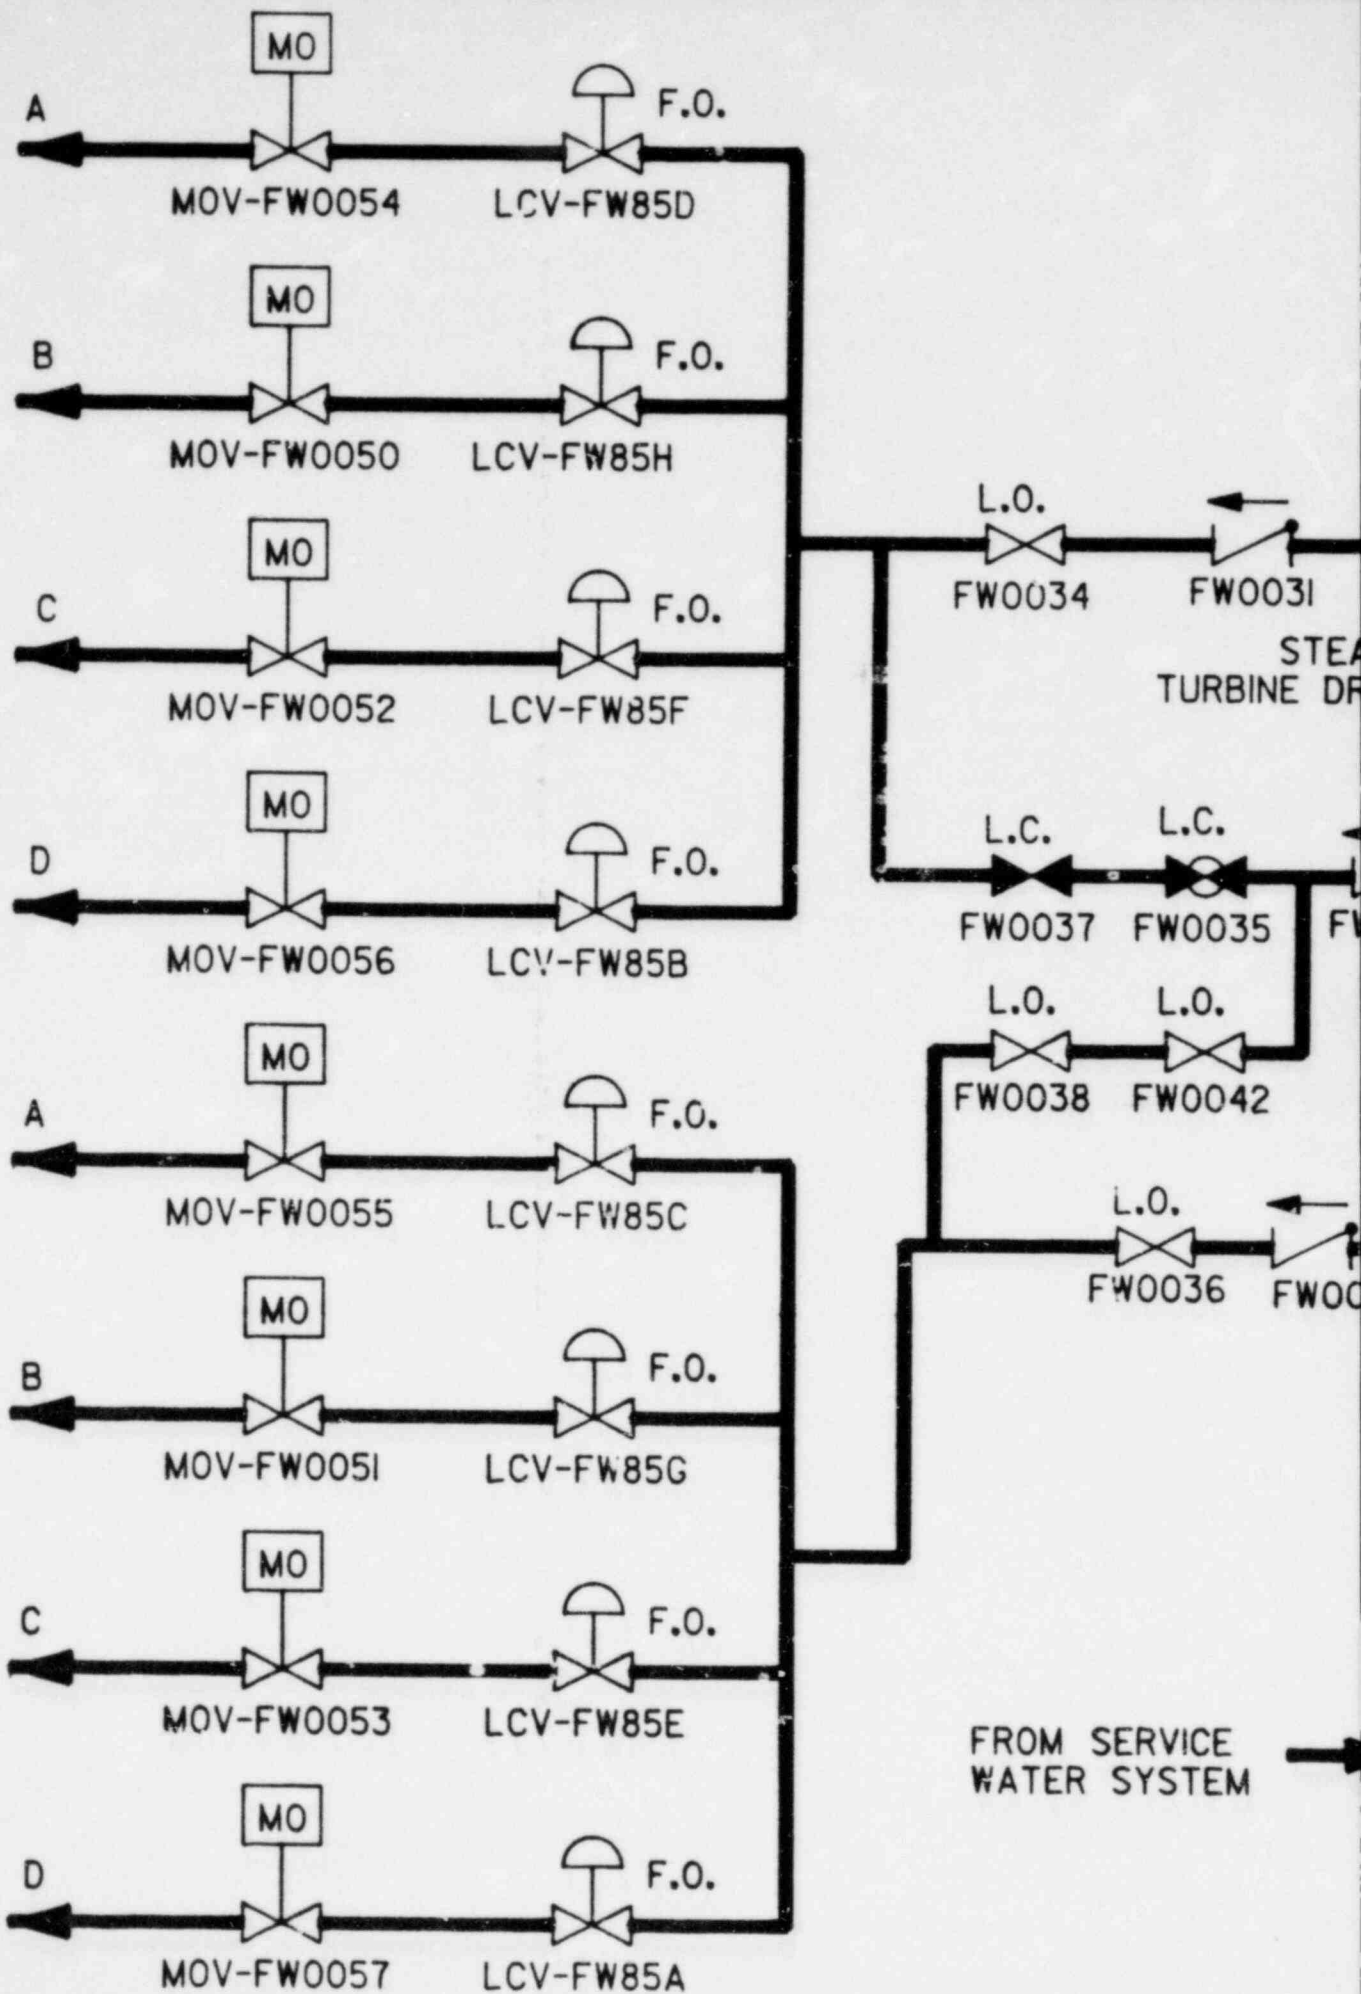 MO
A
F.O.
MOV-FW0054 LCV-FW85D
MO
B
F.O.
MOV-FW0050 LCV-FW85H
MO
L.O.
C
F.O.
FW0034 FW0031
MOV-FW0052 LCV-FW85F
TURBINE
MO
L.C. L.C.
D
F.O.
FW0037 FW0035
MOV-FW0056 LCV-FW85B
L.O. L.O.
MO
FW0038 FW0042
A
F.O.
MOV-FW0055 LCV-FW85C
L.O.
MO
FW0036
B
F.O.
MOV-FW0051 LCV-FW85G
MO
C
F.O.
MOV-FW0053 LCV-FW85E
FROM SERVICE
WATER SYSTEM
MO
D
F.O.
MOV-FW0057 LCV-FW85A